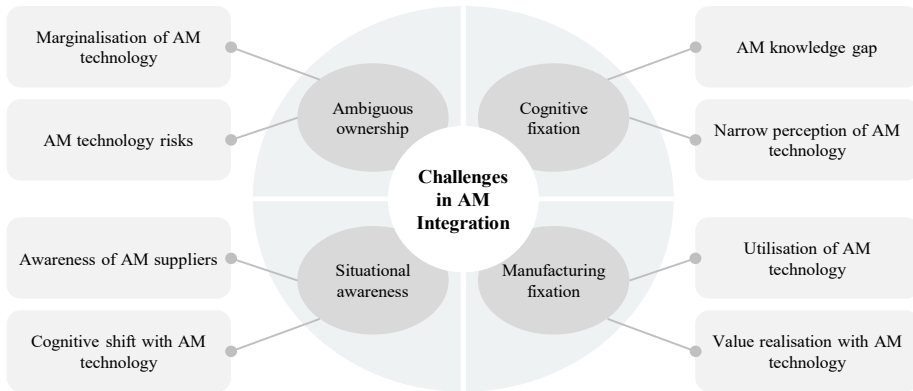 Marginalisation of AM
technology
AM technology risks
Ambiguous
ownership
Cognitive
fixation
AM knowledge gap
Narrow perception of AM
technology
Challenges
in AM
Integration
Awareness of AM suppliers
Cognitive shift with AM
technology
Situational
awareness
Manufacturing
fixation
Utilisation of AM
technology
Value realisation with AM
technology